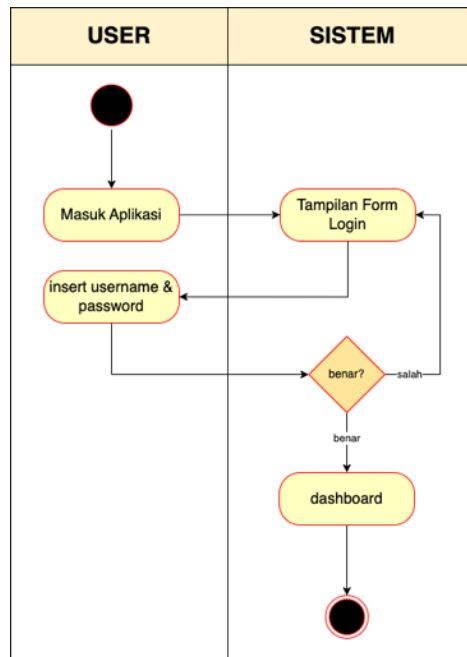 USER
SISTEM
Masuk Aplikasi
Tampilan Form
Login
insert username &
password
benar?
salah
benar
dashboard